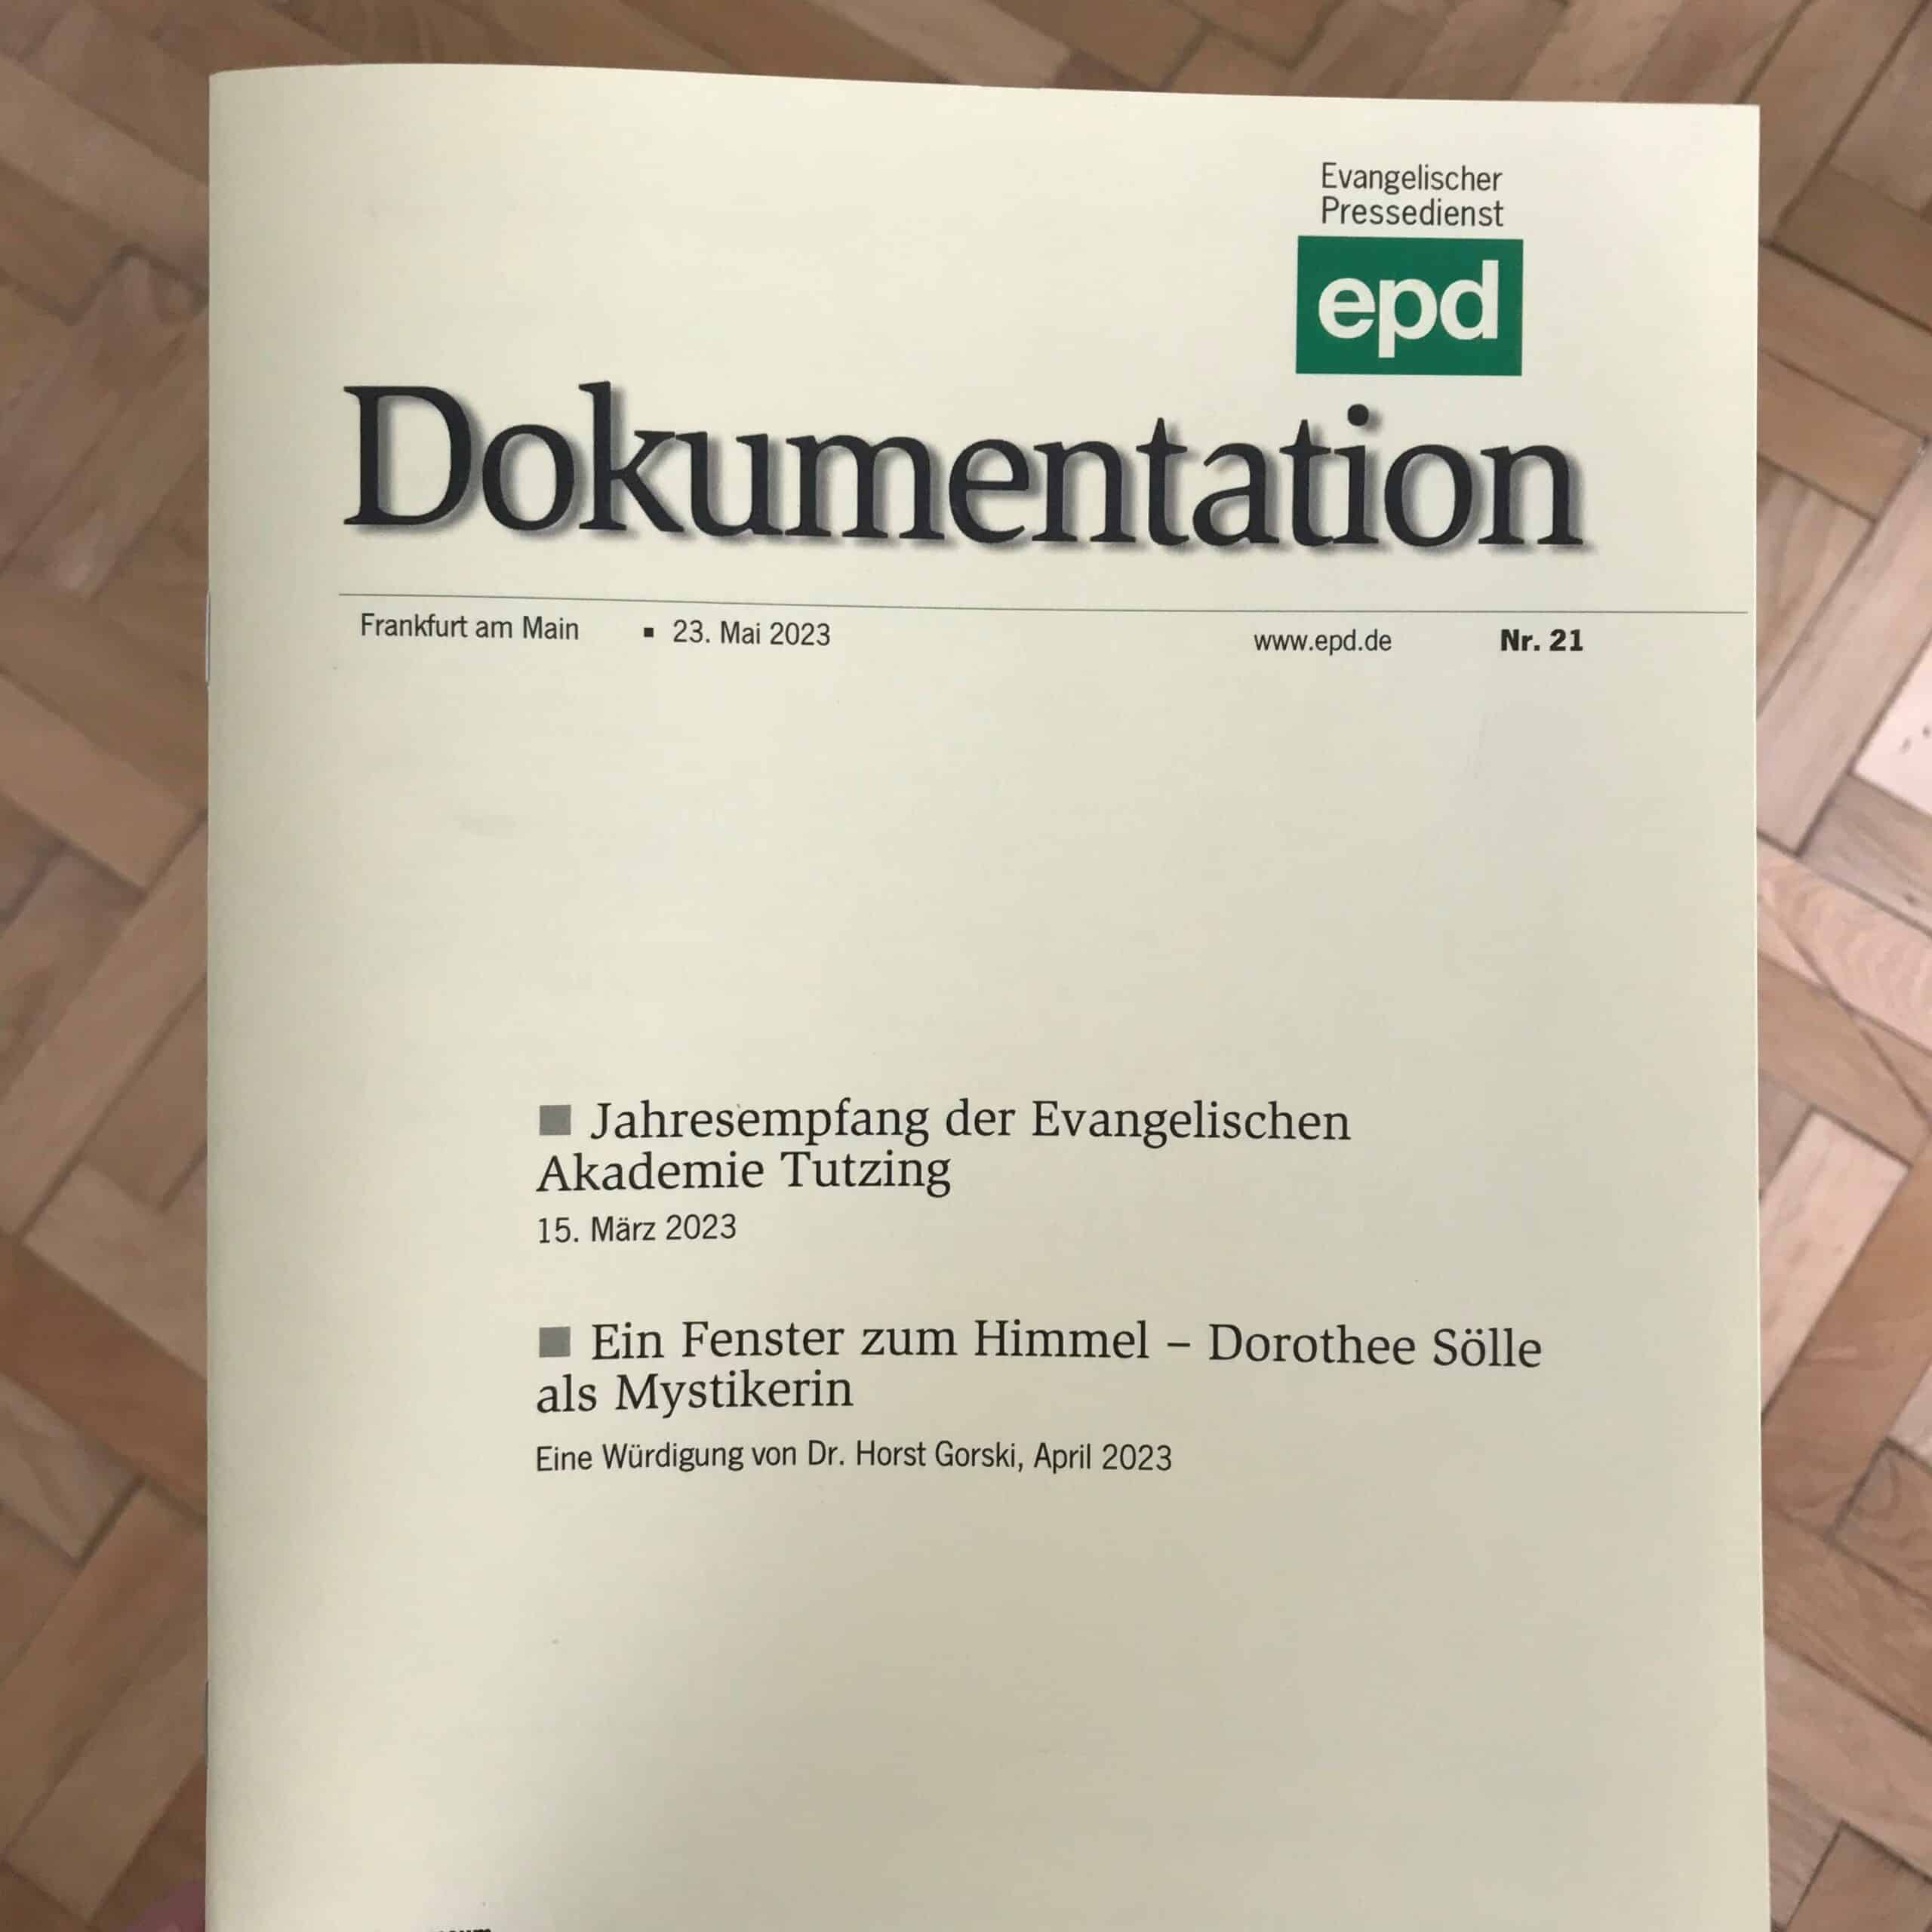 Evangelischer
Pressedienst
epd
Dokumentation
Frankfurt am Main ▪ 23. Mai 2023 www.epd.de Nr. 21
■ Jahresempfang der Evangelischen
Akademie Tutzing
15. März 2023
■ Ein Fenster zum Himmel – Dorothee Sölle
als Mystikerin
Eine Würdigung von Dr. Horst Gorski, April 2023